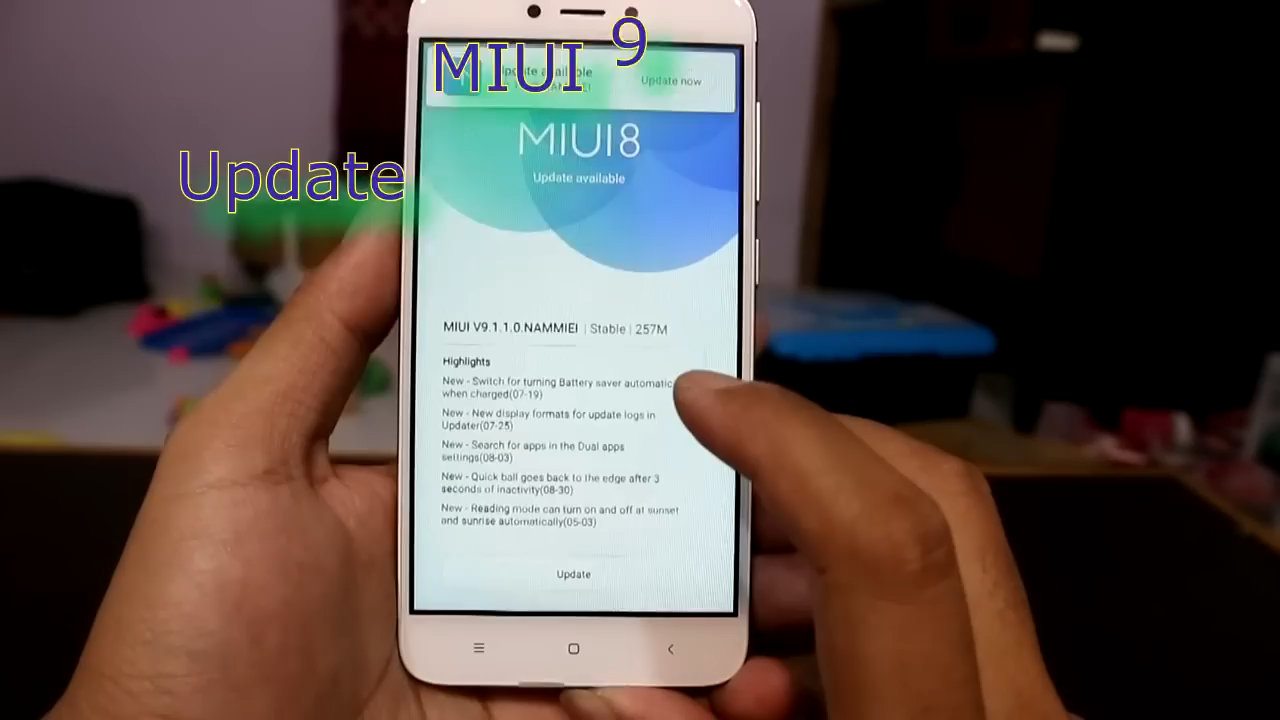 MIUI 9
Update
Update available
Update now
MIUI 8
Update available
MIUI V9.1.1.0.NAMMIEI | Stable | 257M
Highlights
New - Switch for turning Battery saver automatic
when charged(07-19)
New - New display formats for update logs in
Updater(07-25)
New - Search for apps in the Dual apps
settings(08-03)
New - Quick ball goes back to the edge after 3
seconds of inactivity(08-30)
New - Reading mode can turn on and off at sunset
and sunrise automatically(05-03)
Update